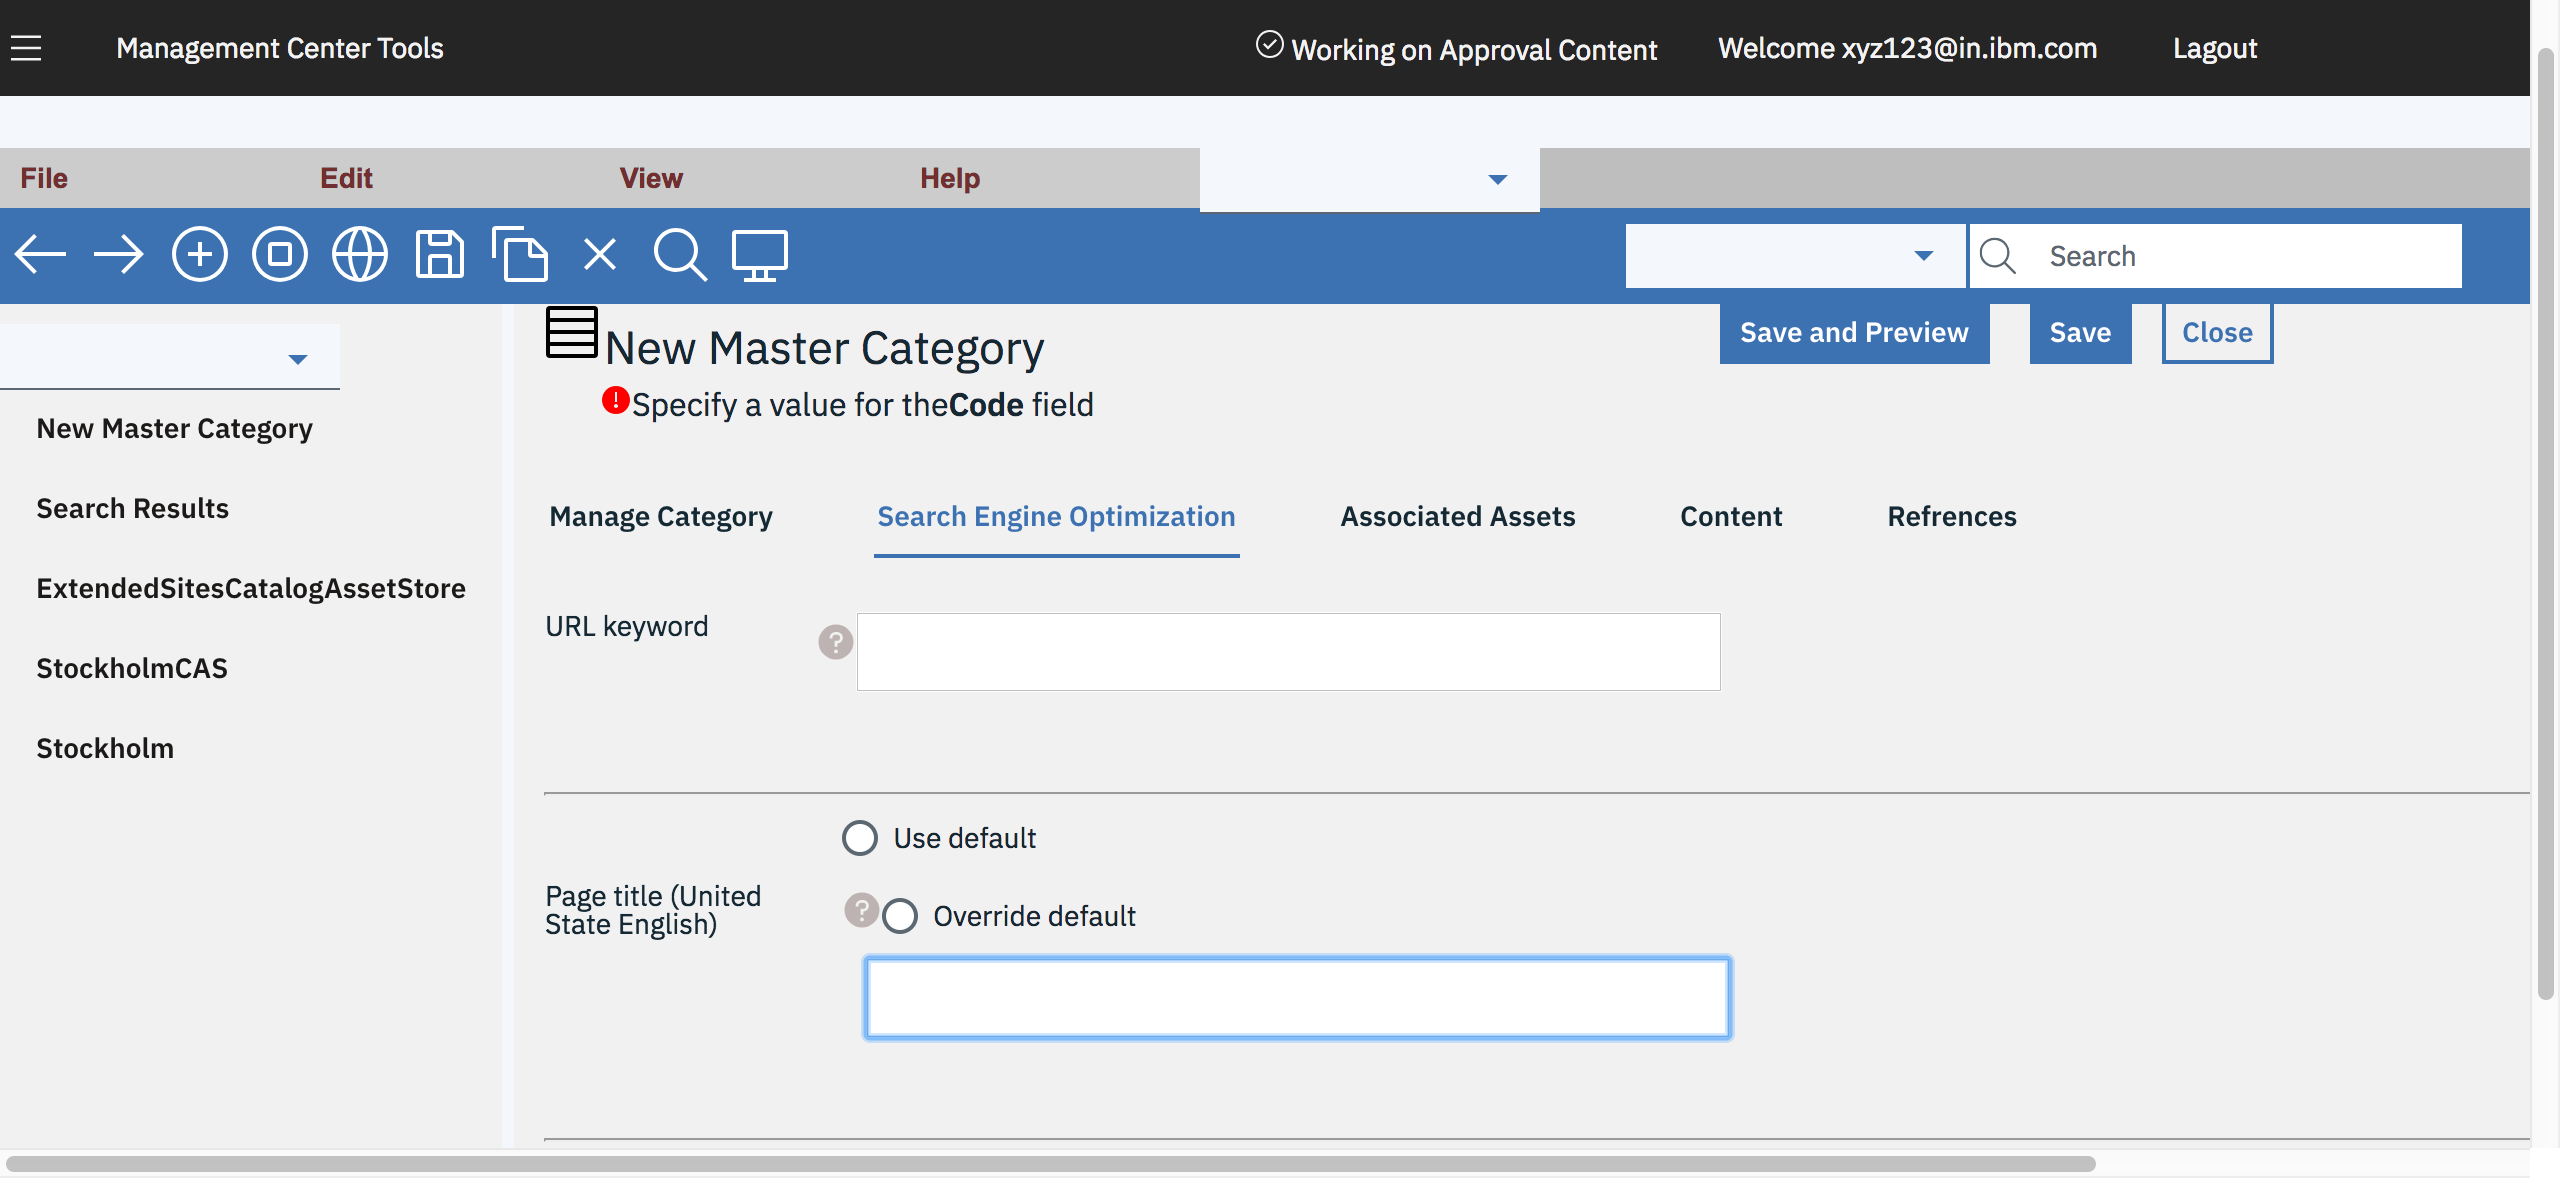 Management Center Tools
Working on Approval Content
Welcome xyz123@in.ibm.com
Lagout
File
Edit
View
Help
Search
New Master Category
Save and Preview
Save
Close
Specify a value for theCode field
New Master Category
Search Results
ExtendedSitesCatalogAssetStore
StockholmCAS
Stockholm
Manage Category
Search Engine Optimization
Associated Assets
Content
Refrences
URL keyword
?
Use default
Page title (United
State English)
?
Override default